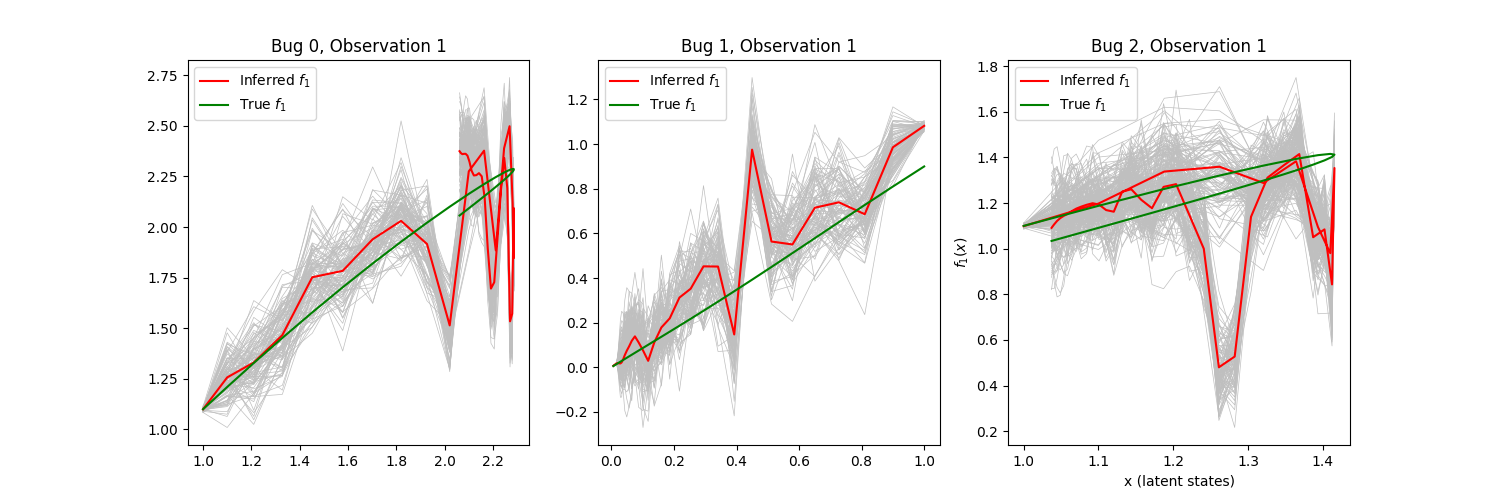 Bug 0, Observation 1
Inferred f₁
True f₁
2.75
2.50
2.25
2.00
1.75
1.50
1.25
1.00
1.0 1.2 1.4 1.6 1.8 2.0 2.2
Bug 1, Observation 1
Inferred f₁
True f₁
1.2
1.0
0.8
0.6
0.4
0.2
0.0
−0.2
0.0 0.2 0.4 0.6 0.8 1.0
Bug 2, Observation 1
Inferred f₁
True f₁
f₁(x)
1.8
1.6
1.4
1.2
1.0
0.8
0.6
0.4
0.2
1.0 1.1 1.2 1.3 1.4
x (latent states)